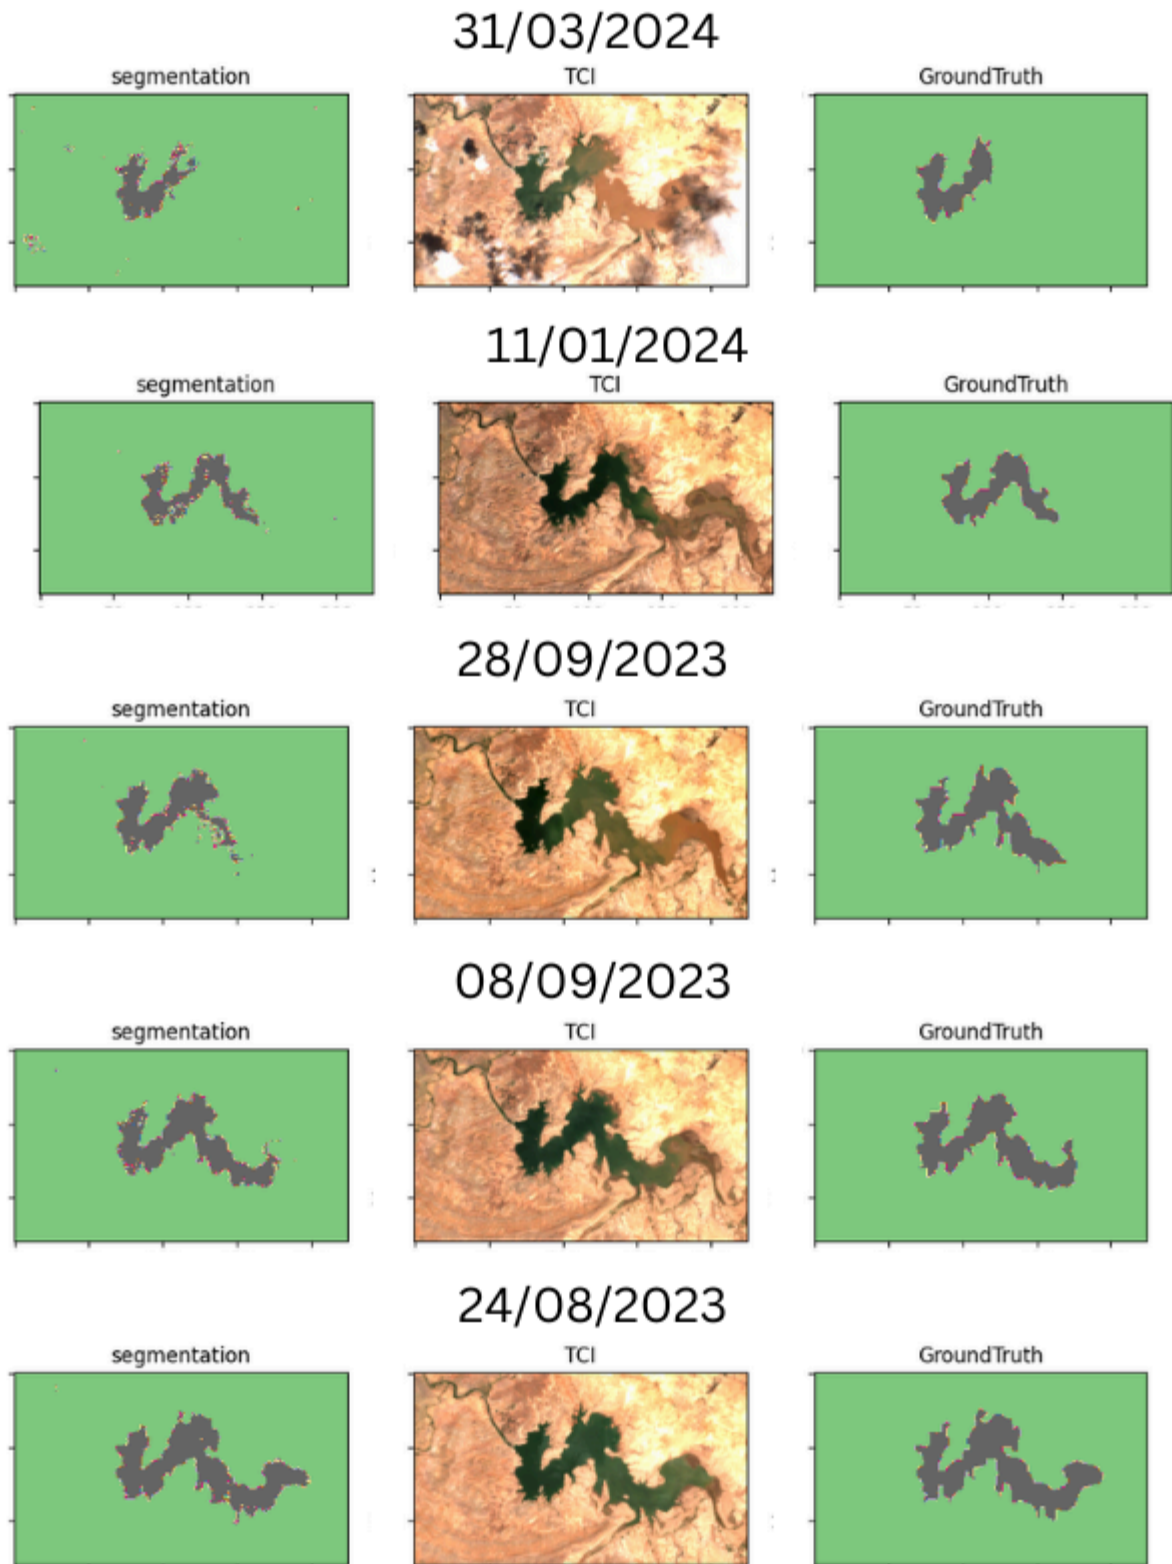 31/03/2024
segmentation TCI GroundTruth
11/01/2024
segmentation TCI GroundTruth
28/09/2023
segmentation TCI GroundTruth
08/09/2023
segmentation TCI GroundTruth
24/08/2023
segmentation TCI GroundTruth